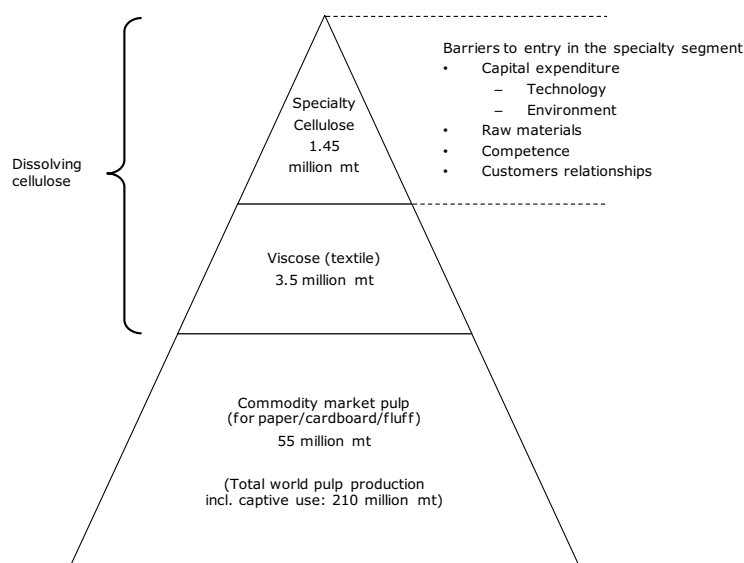 Dissolving
cellulose
Specialty
Cellulose
1.45
million mt
Viscose (textile)
3.5 million mt
Commodity market pulp
(for paper/cardboard/fluff)
55 million mt
(Total world pulp production
incl. captive use: 210 million mt)
Barriers to entry in the specialty segment
• Capital expenditure
– Technology
– Environment
• Raw materials
• Competence
• Customers relationships